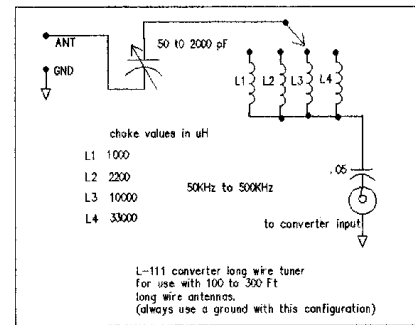 ANT
50 to 2000 pF
GND
L1 L2 L3 L4
choke values in uH
L1 1000
L2 2200
L3 10000
L4 33000
50KHz to 500KHz
.05
to converter input
L-111 converter long wire tuner
for use with 100 to 300 Ft
long wire antennas.
(always use a ground with this configuration)